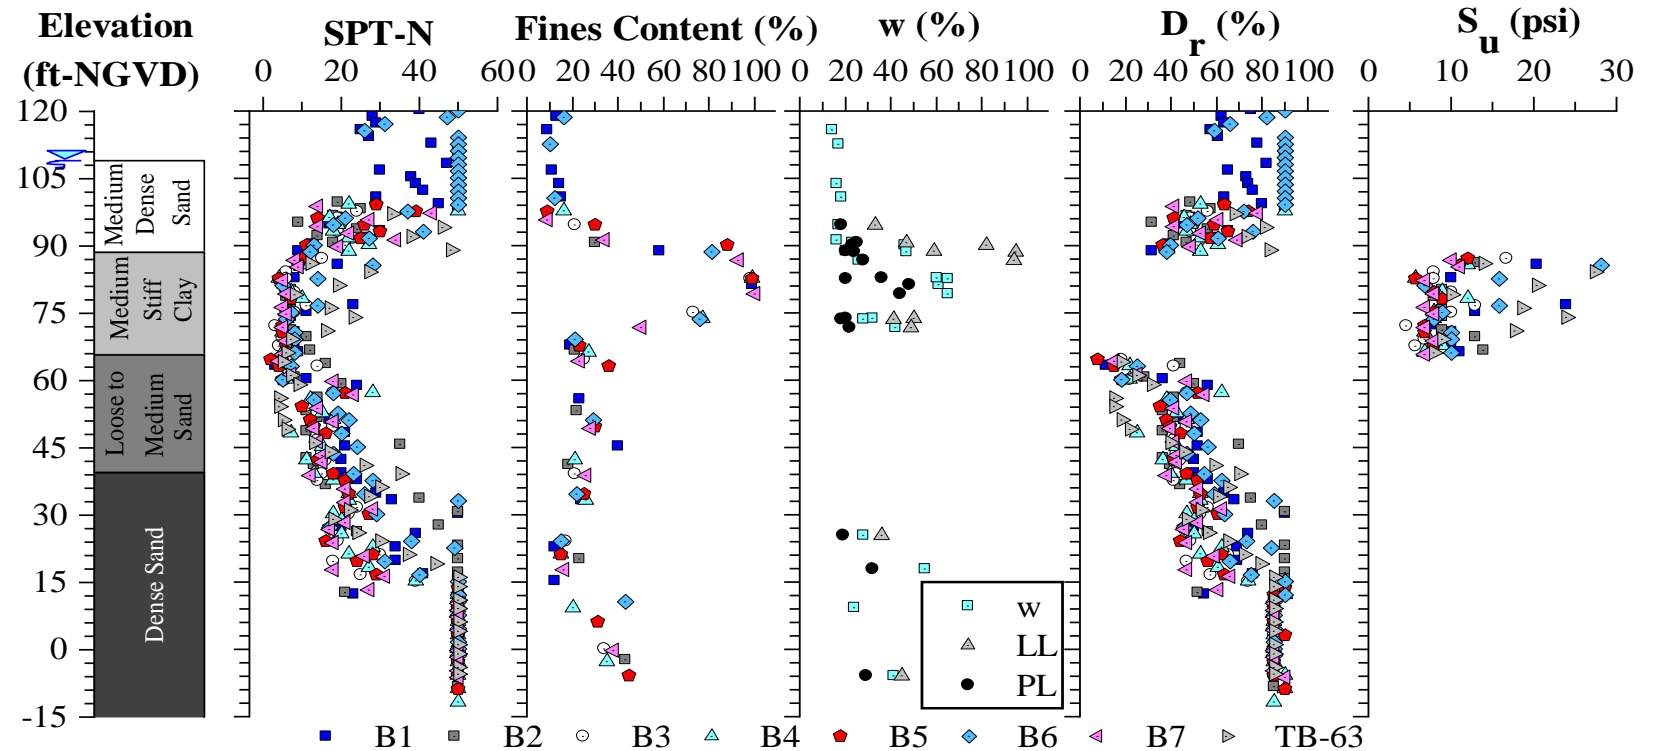 Elevation
(ft-NGVD)
SPT-N
Fines Content (%)
w (%)
D r (%)
S u (psi)
0 20 40 60
0 20 40 60 80 100
0 20 40 60 80 100
0 20 40 60 80 100
0 10 20 30
120
105
90
75
60
45
30
15
0
-15
Medium
Dense
Sand
Medium
Stiff
Clay
Loose to
Medium
Sand
Dense Sand
w
LL
PL
B1 B2 B3 B4 B5 B6 B7 TB-63